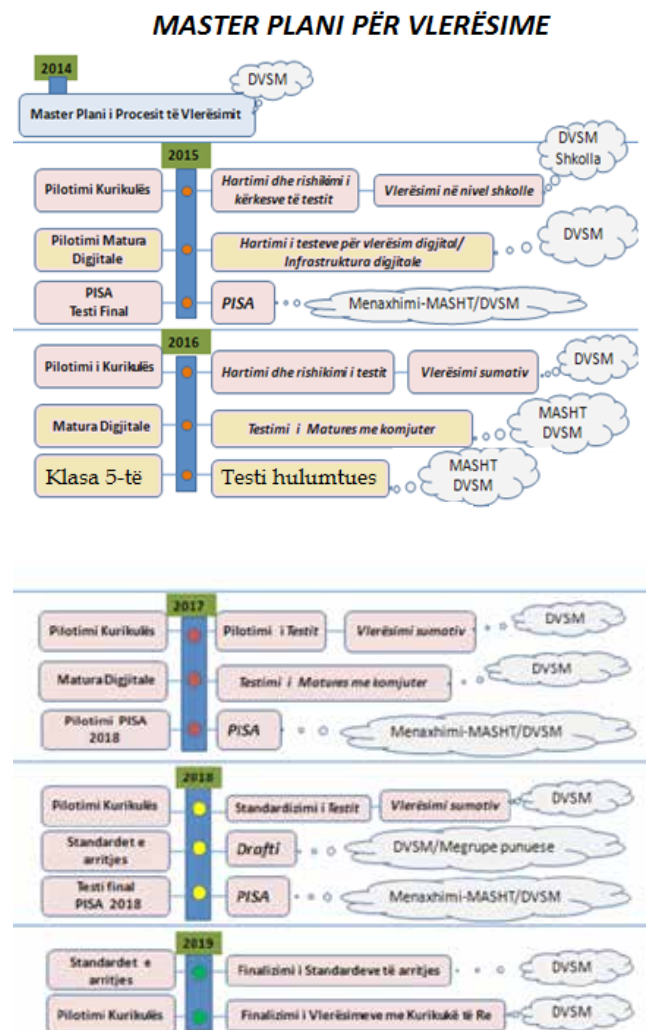 MASTER PLANI PËR VLERËSIME
2014
DVSM
Master Plani i Procesit të Vlerësimit
2015
DVSM
Shkolla
Pilotimi Kurikulës
Hartimi dhe rishikimi i
kërkesve të testit
Vlerësimi në nivel shkolle
Pilotimi Matura
Digjitale
Hartimi i testeve për vlerësim digjital/
Infrastruktura digjitale
DVSM
PISA
Testi Final
PISA
Menaxhimi-MASHT/DVSM
2016
Pilotimi i Kurikulës
Hartimi dhe rishikimi i testit
Vlerësimi sumativ
DVSM
Matura Digjitale
Testimi i Matures me komjuter
MASHT
DVSM
Klasa 5-të
Testi hulumtues
MASHT
DVSM
2017
Pilotimi Kurikulës
Pilotimi i Testit
Vlerësimi sumativ
DVSM
Matura Digjitale
Testimi i Matures me komjuter
DVSM
Pilotimi PISA
2018
PISA
Menaxhimi-MASHT/DVSM
2018
Pilotimi Kurikulës
Standardizimi i Testit
Vlerësimi sumativ
DVSM
Standardet e
arritjes
Drafti
DVSM/Megrupe punuese
Testi final
PISA 2018
PISA
Menaxhimi-MASHT/DVSM
2019
Standardet e
arritjes
Finalizimi i Standardeve të arritjes
DVSM
Pilotimi Kurikulës
Finalizimi i Vlerësimeve me Kurikukë të Re
DVSM